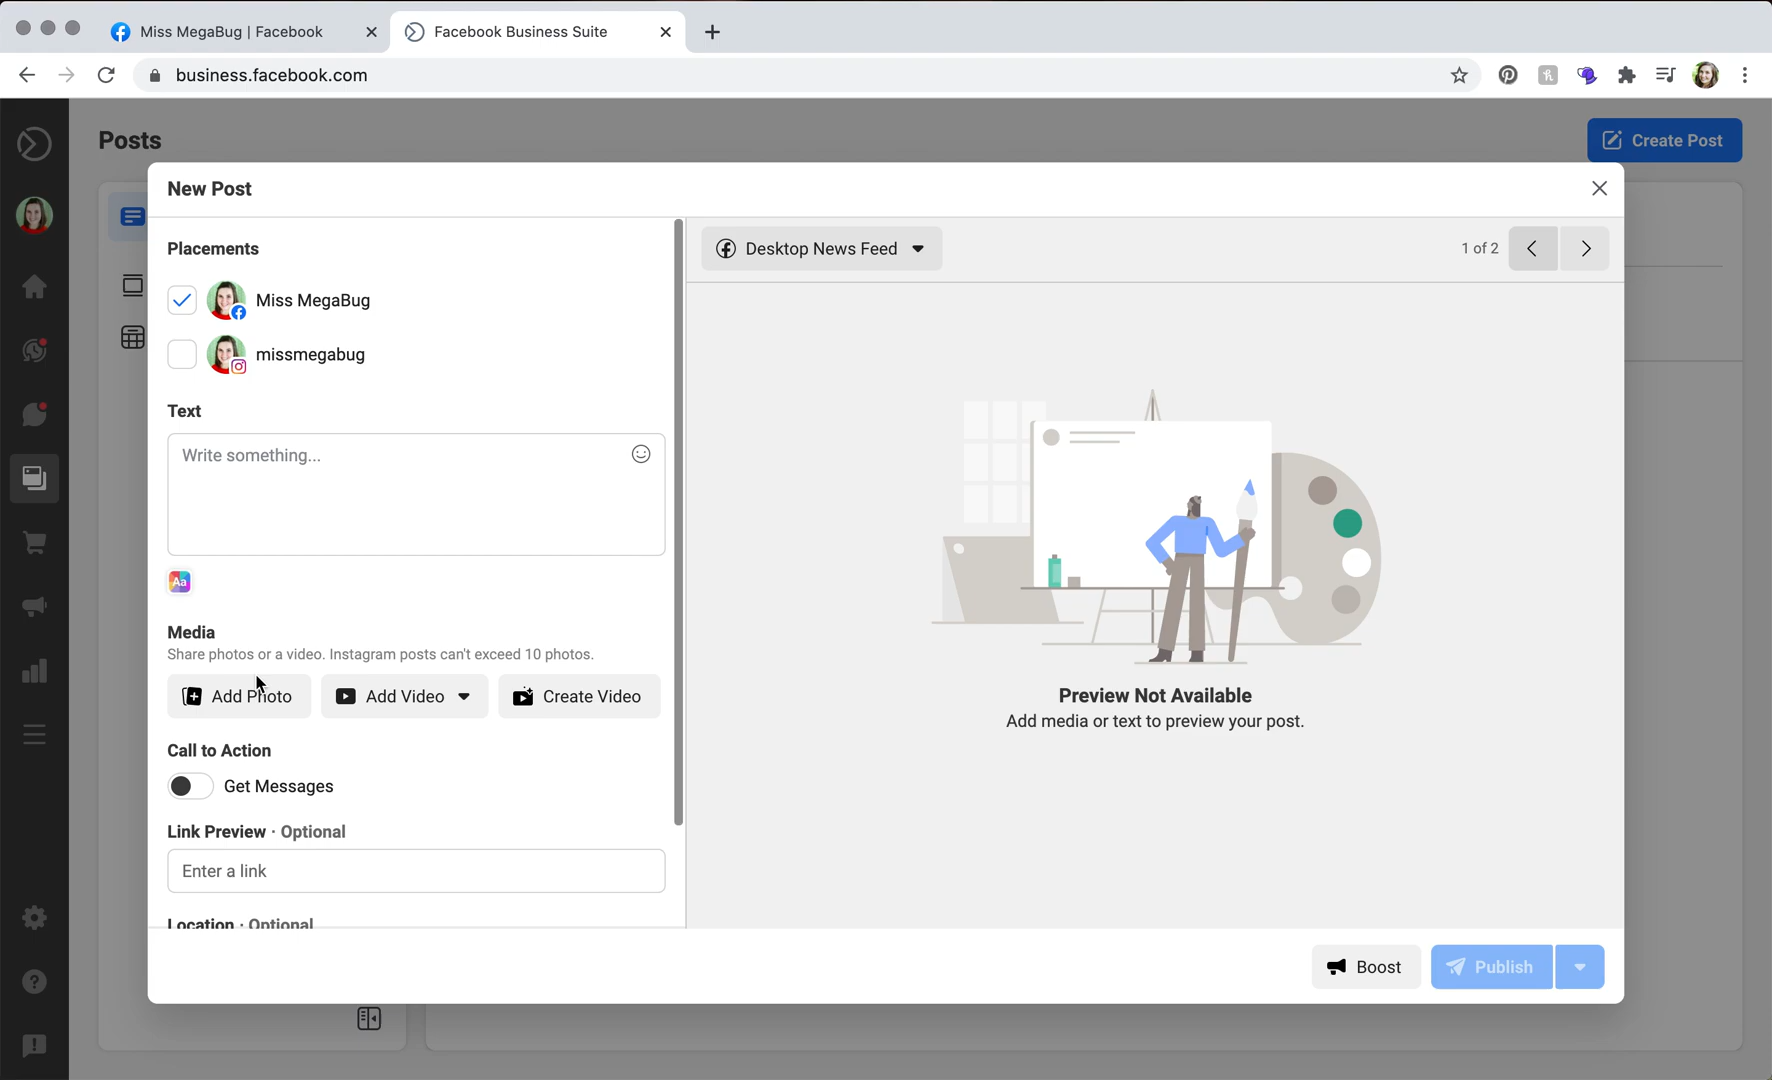 Miss MegaBug | Facebook
Facebook Business Suite
business.facebook.com
Posts
Create Post
New Post
Placements
Miss MegaBug
missmegabug
Text
Write something...
Aa
Media
Share photos or a video. Instagram posts can't exceed 10 photos.
Add Photo
Add Video
Create Video
Call to Action
Get Messages
Link Preview · Optional
Enter a link
Location · Optional
Desktop News Feed
1 of 2
Preview Not Available
Add media or text to preview your post.
Boost
Publish